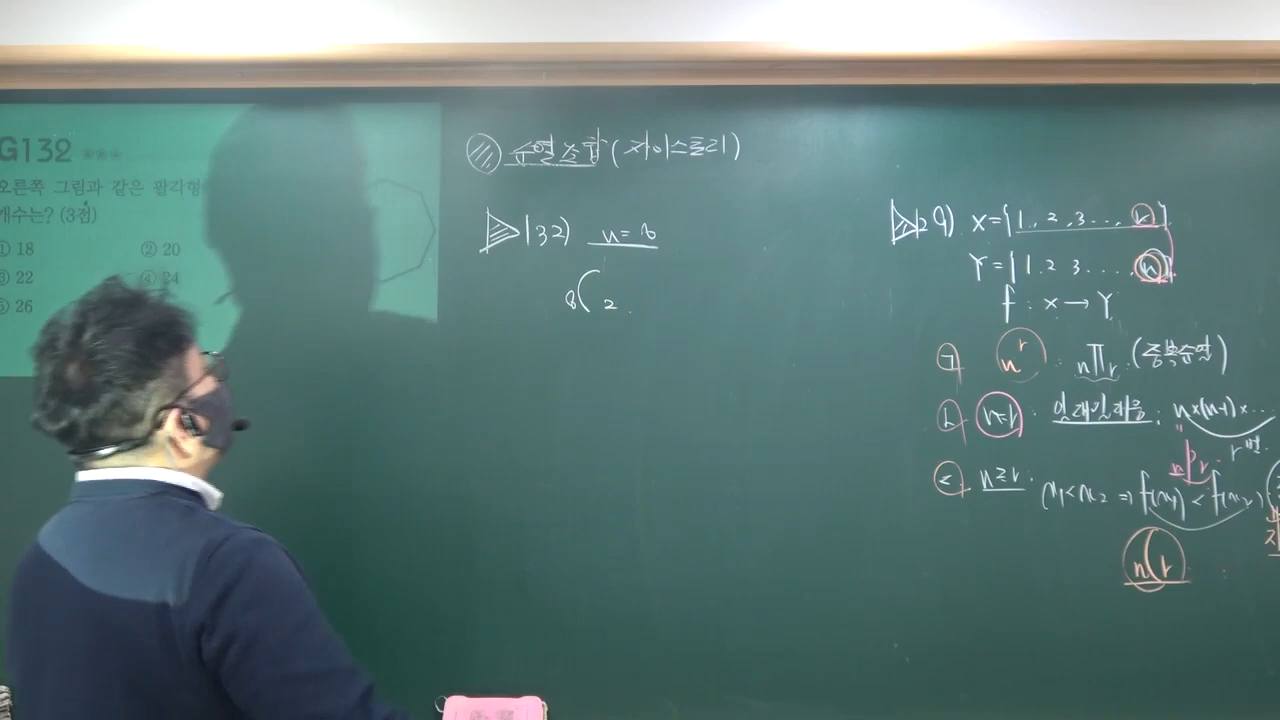 G132 ★★★
오른쪽 그림과 같은 팔각형
개수는? (3점)
① 18 ② 20
③ 22 ④ 24
⑤ 26
순열조합 (자이스토리)
132) n=8
₈C₂
129) X={1, 2, 3..., r}
Y={1. 2 3. .... n}
f : X → Y
㉠ nʳ : nΠr (중복순열)
㉡ n≥r : 일대일대응 : n×(n-1)×...
nPr . r번
㉢ n≥r. x₁<x₂ ⇒ f(x₁) < f(x₂)
nCr